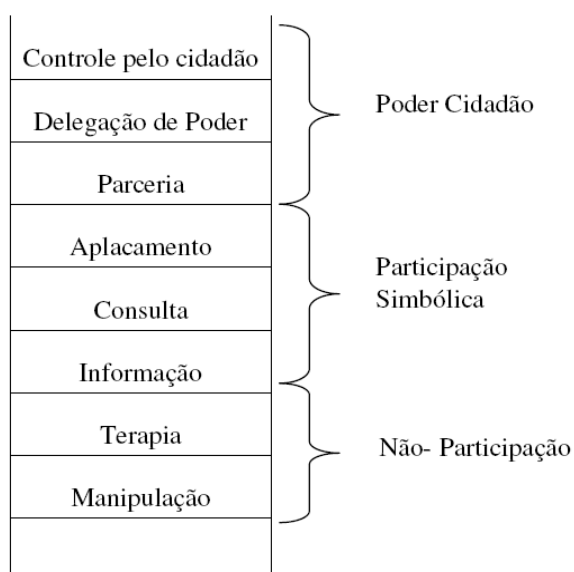 Controle pelo cidadão
Delegação de Poder
Parceria
Aplacamento
Consulta
Informação
Terapia
Manipulação
Poder Cidadão
Participação
Simbólica
Não- Participação